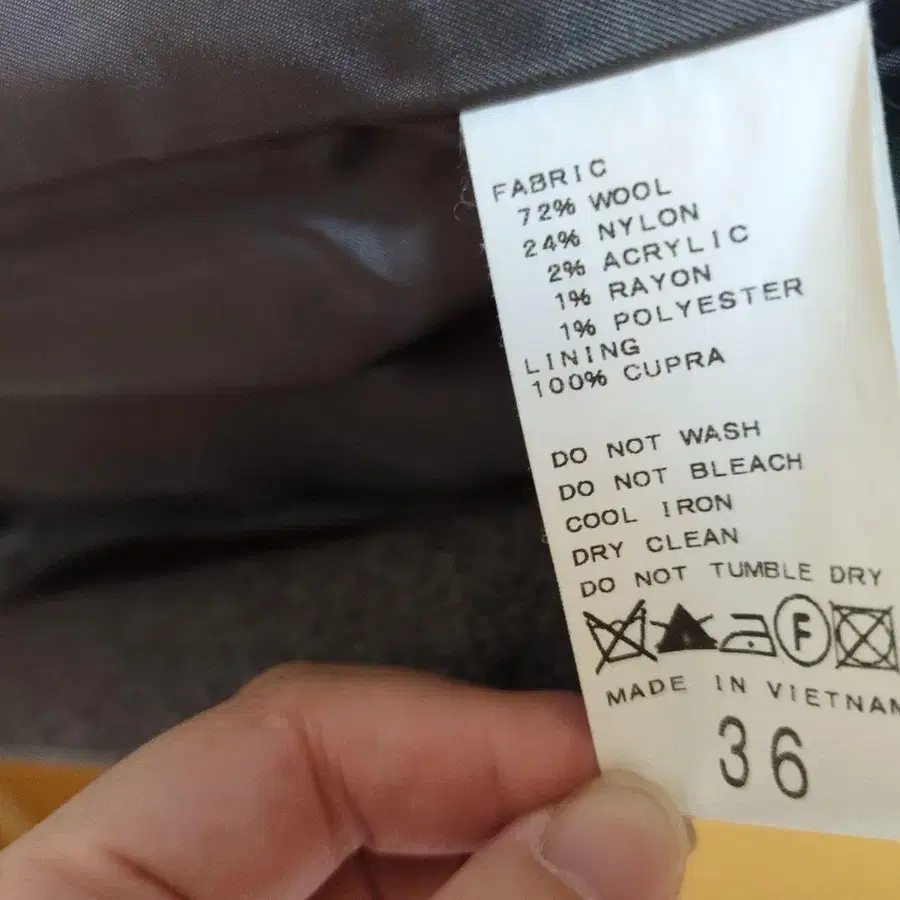 FABRIC
72% WOOL
24% NYLON
2% ACRYLIC
1% RAYON
1% POLYESTER
LINING
100% CUPRA
DO NOT WASH
DO NOT BLEACH
COOL IRON
DRY CLEAN
DO NOT TUMBLE DRY
F
MADE IN VIETNAM
36